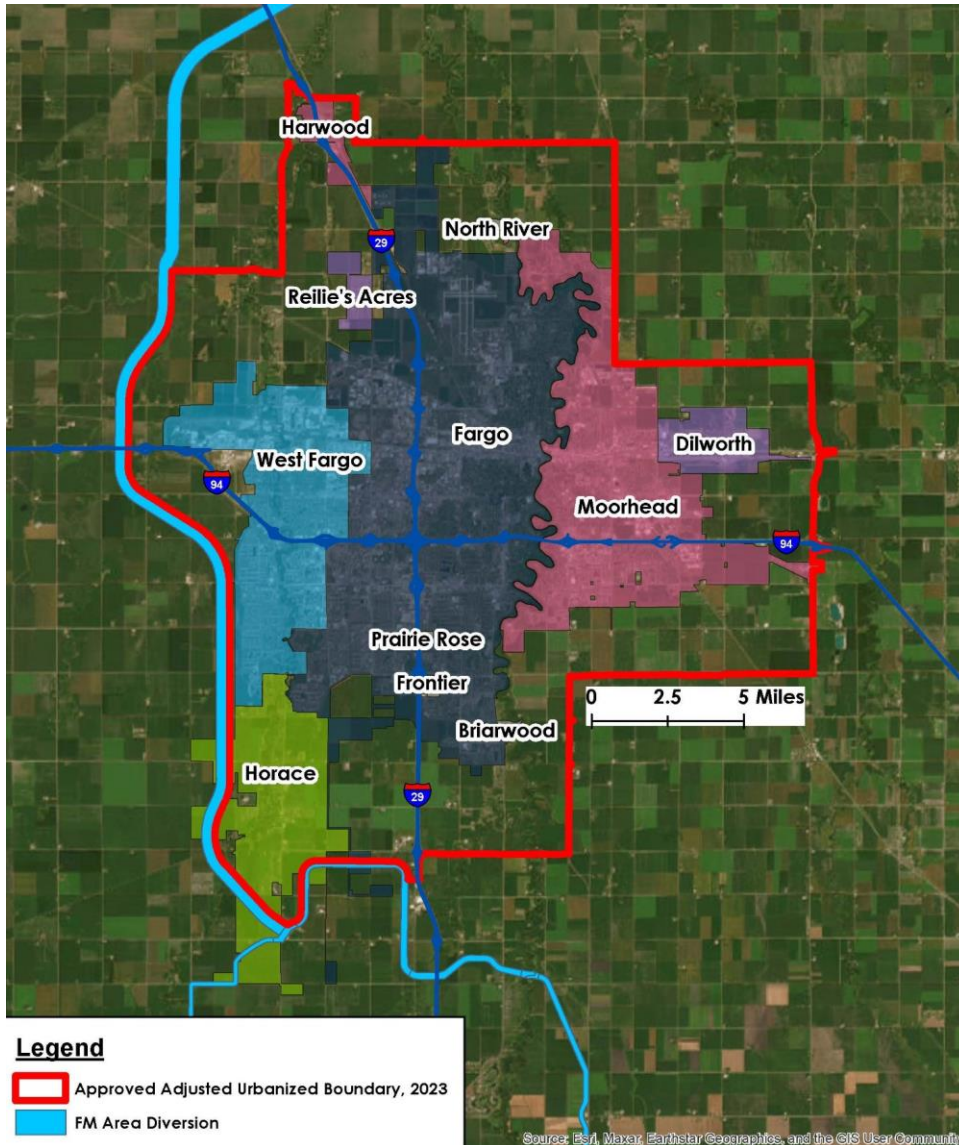 Harwood
North River
29
Reilie's Acres
Fargo
West Fargo
Dilworth
94
Moorhead
94
Prairie Rose
Frontier
0 2.5 5 Miles
Briarwood
Horace
29
Legend
Approved Adjusted Urbanized Boundary, 2023
FM Area Diversion
Source: Esri, Maxar, Earthstar Geographics, and the GIS User Community